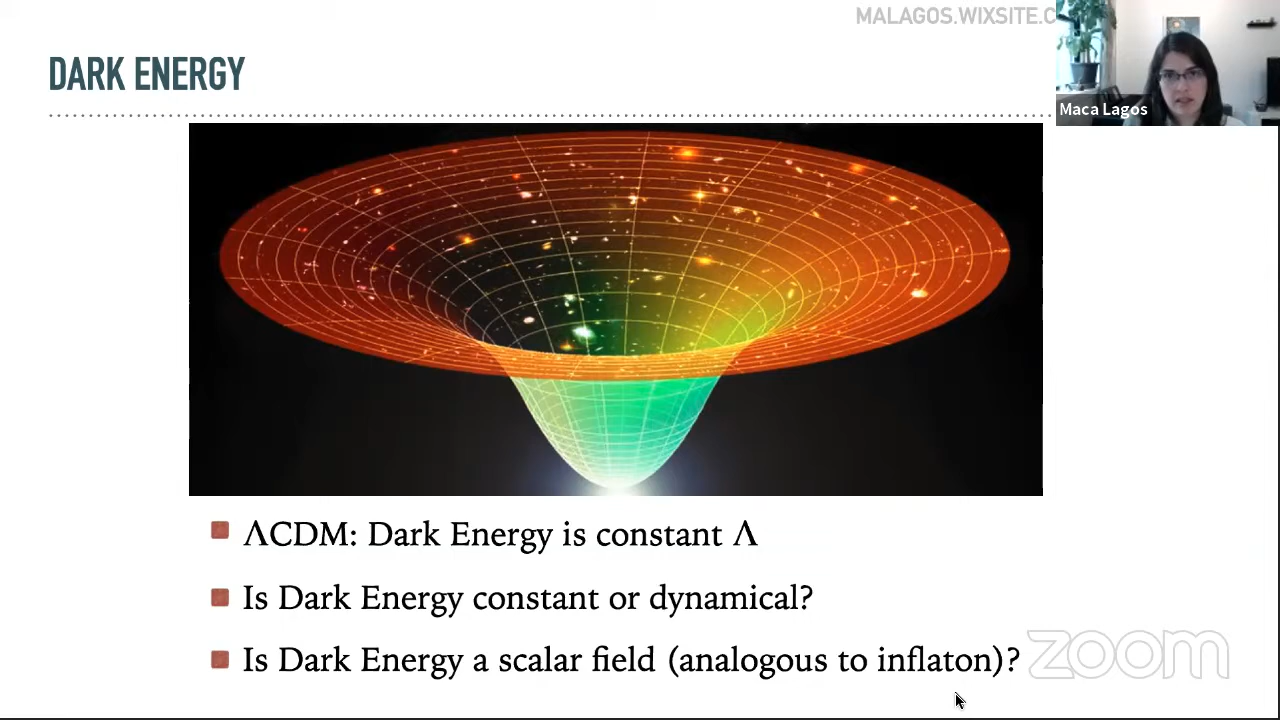 MALAGOS.WIXSITE.C
DARK ENERGY
Maca Lagos
ΛCDM: Dark Energy is constant Λ
Is Dark Energy constant or dynamical?
Is Dark Energy a scalar field (analogous to inflaton)?
zoom